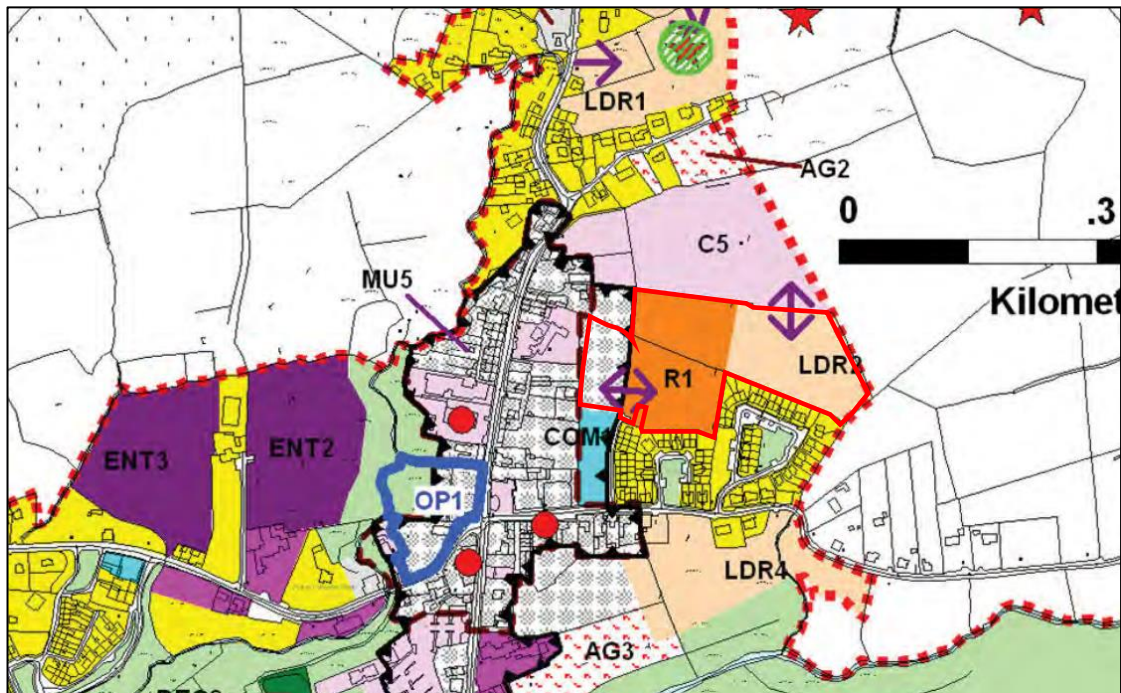 LDR1
AG2
0 .3
C5
MU5
Kilomet
LDR2
R1
COM1
ENT3
ENT2
OP1
LDR4
AG3